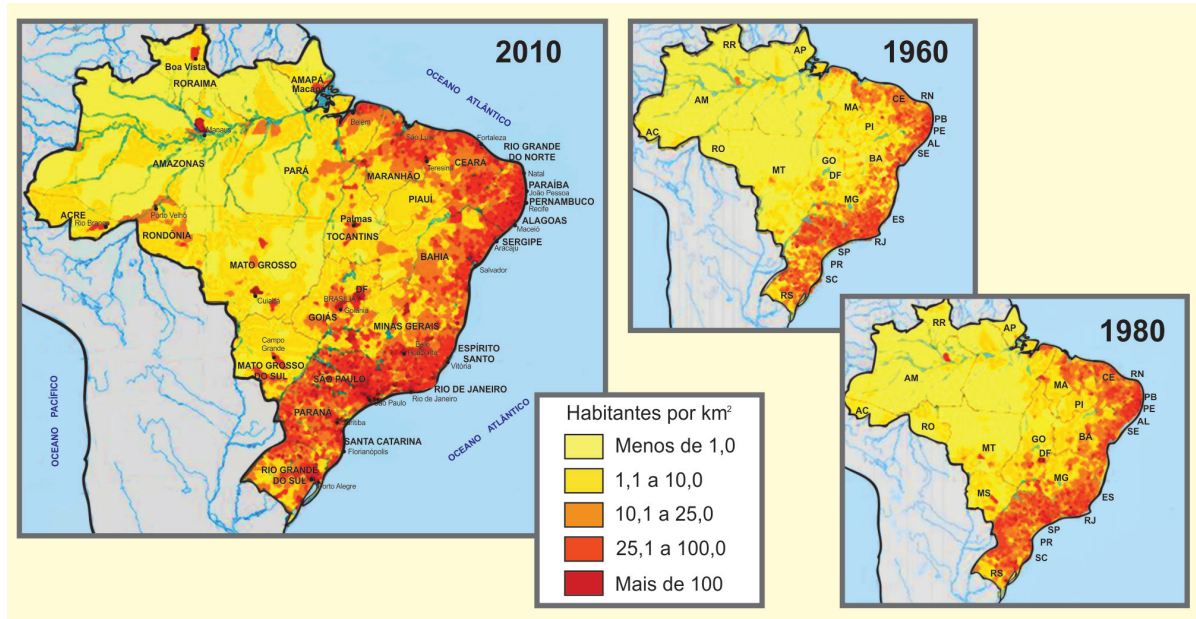 2010
Boa Vista
RORAIMA
AMAPÁ
Macapá
OCEANO ATLÂNTICO
Manaus
Belém
São Luís
Fortaleza
RIO GRANDE
DO NORTE
AMAZONAS
PARÁ
MARANHÃO
Teresina
CEARÁ
Natal
PARAÍBA
João Pessoa
PIAUÍ
PERNAMBUCO
Recife
ACRE
Rio Branco
Porto Velho
Palmas
ALAGOAS
Maceió
RONDÔNIA
TOCANTINS
SERGIPE
Aracaju
MATO GROSSO
BAHIA
Salvador
DF
Cuiabá
BRASÍLIA
Goiânia
GOIÁS
MINAS GERAIS
Campo
Grande
Belo
Horizonte
ESPÍRITO
SANTO
Vitória
MATO GROSSO
DO SUL
SÃO PAULO
RIO DE JANEIRO
Rio de Janeiro
São Paulo
PARANÁ
Curitiba
OCEANO PACÍFICO
OCEANO ATLÂNTICO
SANTA CATARINA
Florianópolis
RIO GRANDE
DO SUL
Porto Alegre
1960
RR
AP
AM
MA
CE
RN
PB
PE
AL
SE
PI
AC
RO
MT
GO
DF
BA
MG
ES
RJ
SP
PR
SC
RS
1980
RR
AP
AM
MA
CE
RN
PB
PE
AL
SE
PI
AC
RO
MT
GO
DF
BA
MG
MS
ES
RJ
SP
PR
SC
RS
Habitantes por km²
Menos de 1,0
1,1 a 10,0
10,1 a 25,0
25,1 a 100,0
Mais de 100